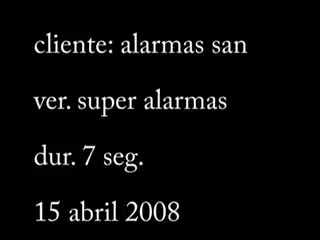 cliente: alarmas san
ver. super alarmas
dur. 7 seg.
15 abril 2008